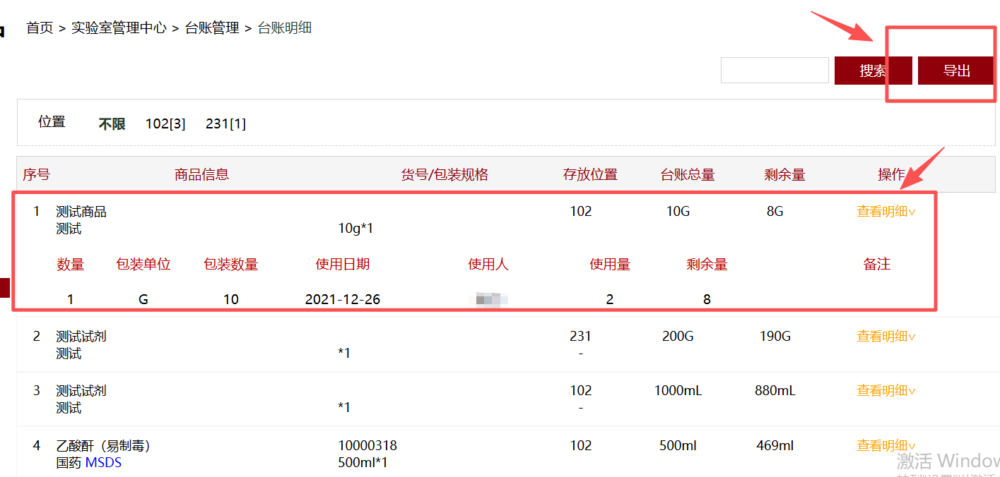 首页 > 实验室管理中心 > 台账管理 > 台账明细
搜索 导出
位置 不限 102[3] 231[1]
序号 商品信息 货号/包装规格 存放位置 台账总量 剩余量 操作
1 测试商品 102 10G 8G 查看明细∨
测试 10g*1
数量 包装单位 包装数量 使用日期 使用人 使用量 剩余量 备注
1 G 10 2021-12-26 2 8
2 测试试剂 231 200G 190G 查看明细∨
测试 *1 -
3 测试试剂 102 1000mL 880mL 查看明细∨
测试 *1 -
4 乙酸酐（易制毒） 10000318 102 500ml 469ml 查看明细∨
国药 MSDS 500ml*1
激活 Window